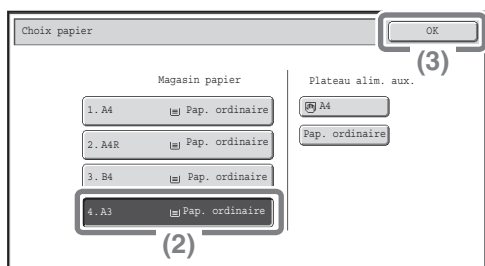 Choix papier
OK
(3)
Magasin papier
Plateau alim. aux.
1. A4 Pap. ordinaire
A4
2. A4R Pap. ordinaire
Pap. ordinaire
3. B4 Pap. ordinaire
4. A3 Pap. ordinaire
(2)